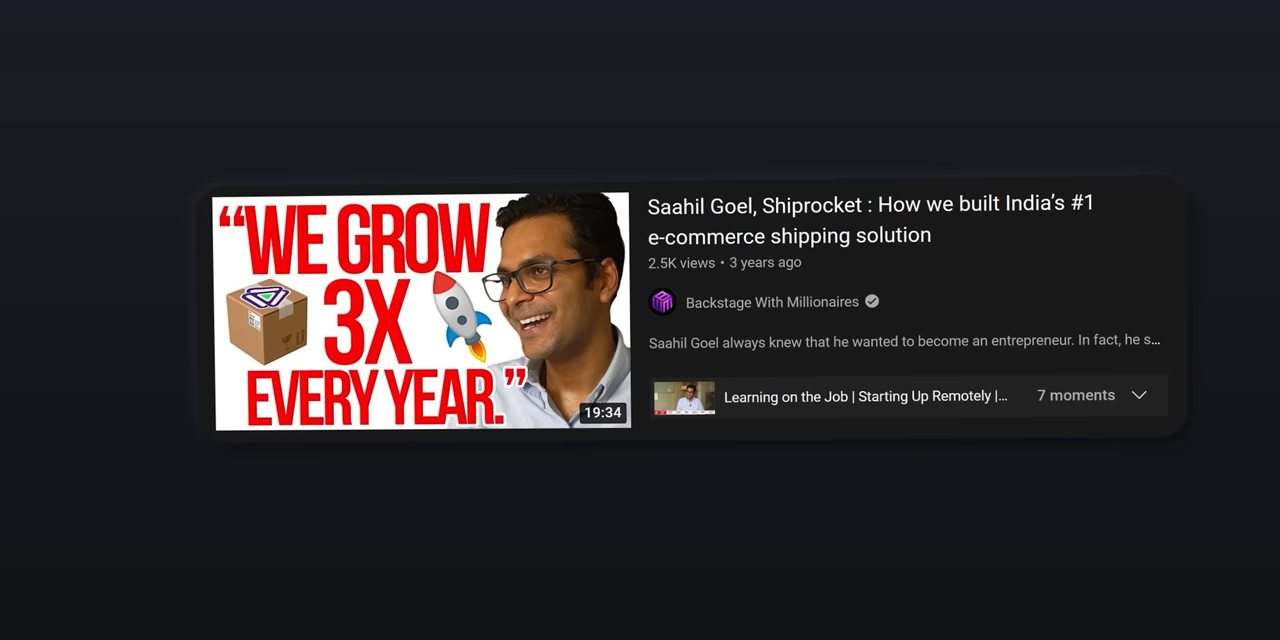 “WE GROW
3X
EVERY YEAR.”
19:34
Saahil Goel, Shiprocket : How we built India’s #1
e-commerce shipping solution
2.5K views • 3 years ago
Backstage With Millionaires
Saahil Goel always knew that he wanted to become an entrepreneur. In fact, he s...
Learning on the Job | Starting Up Remotely |...
7 moments